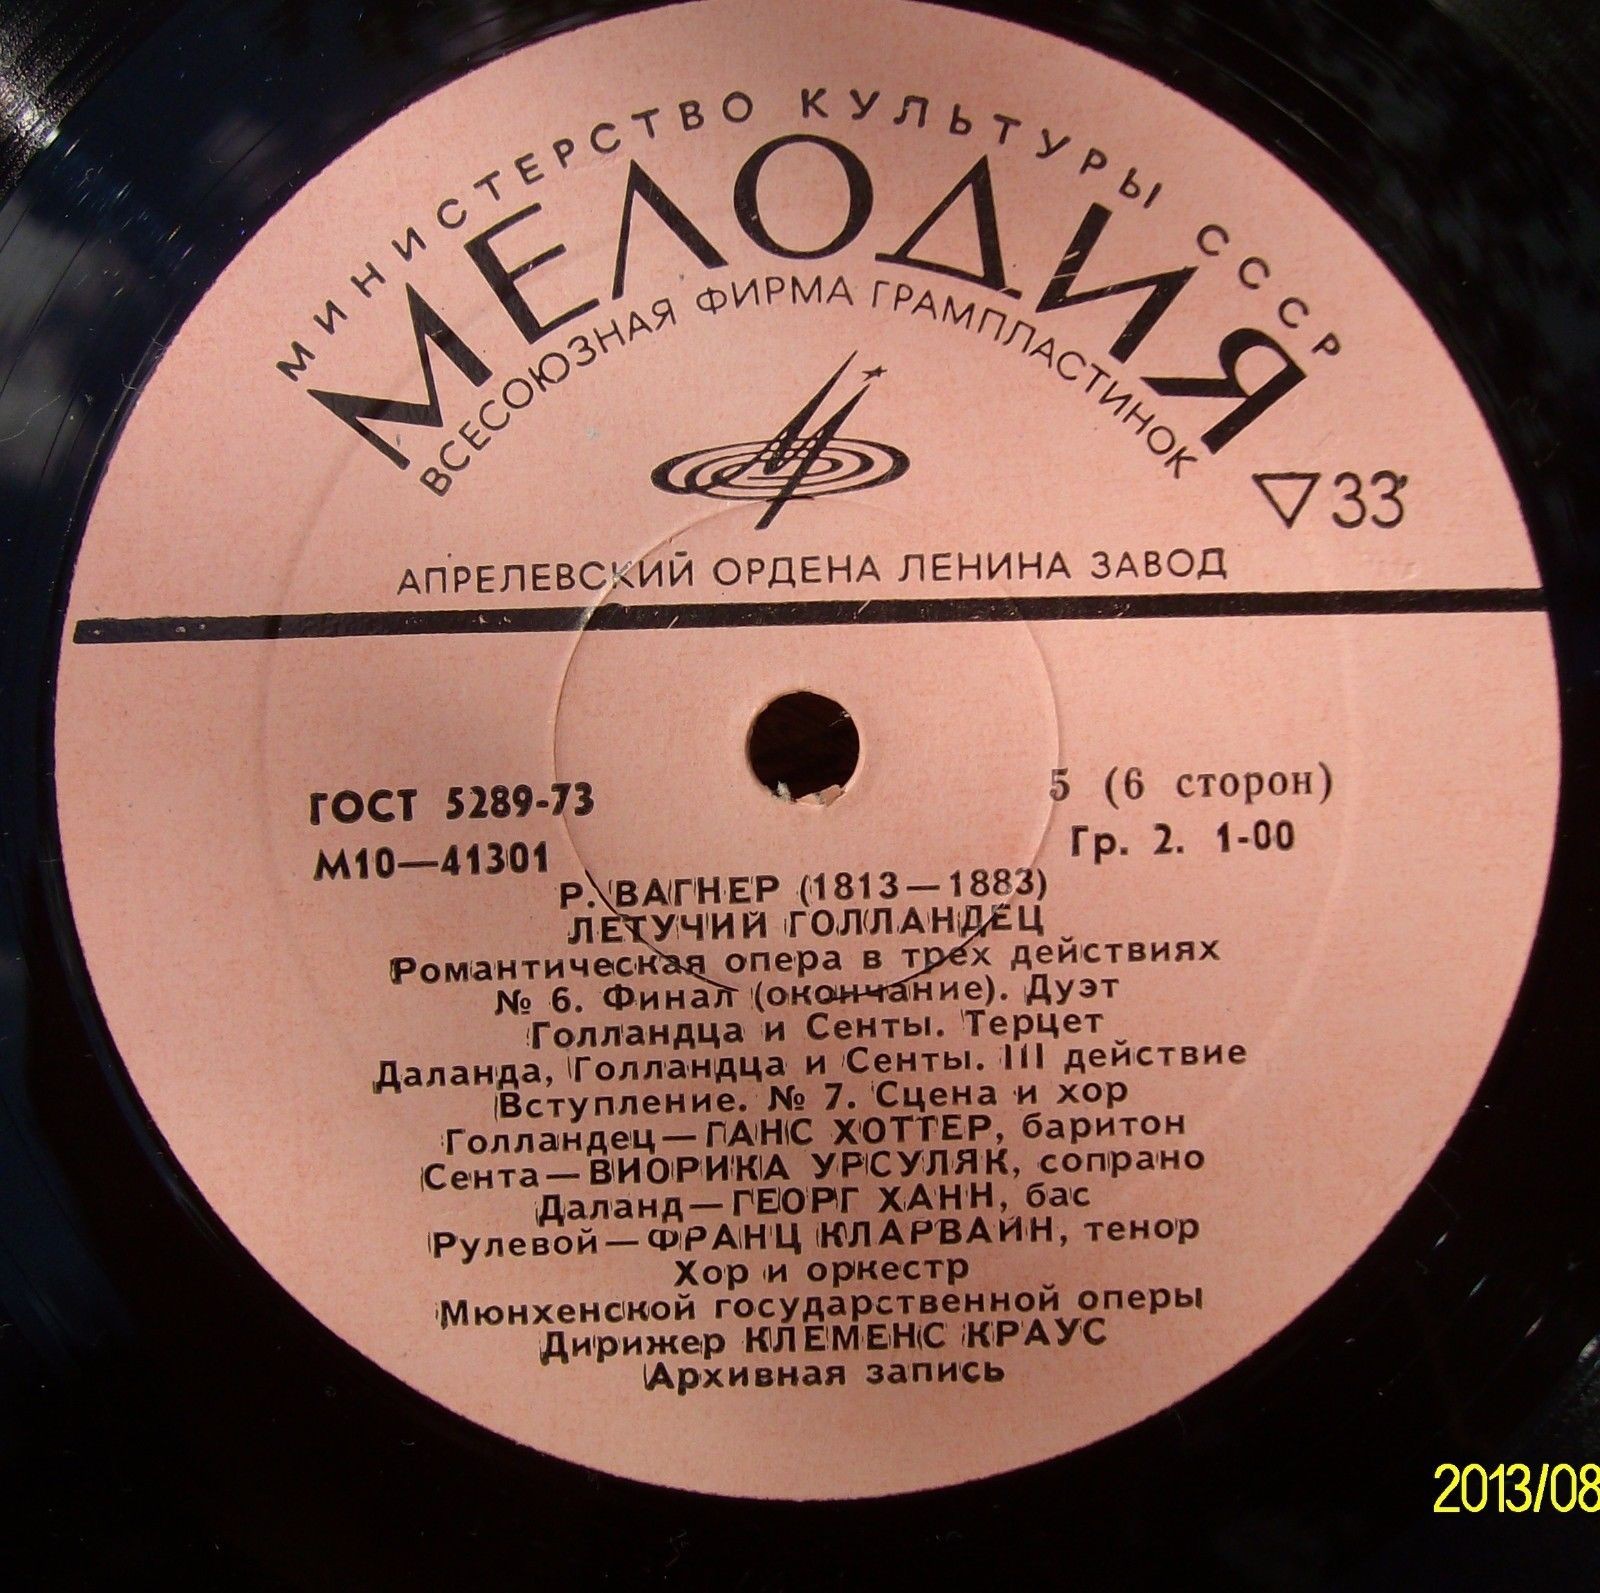 МИНИСТЕРСТВО КУЛЬТУРЫ СССР
МЕЛОДИЯ
ВСЕСОЮЗНАЯ ФИРМА ГРАМПЛАСТИНОК
▽33
АПРЕЛЕВСКИЙ ОРДЕНА ЛЕНИНА ЗАВОД
ГОСТ 5289-73
5 (6 сторон)
М10—41301
Гр. 2. 1-00
Р. ВАГНЕР (1813—1883)
ЛЕТУЧИЙ ГОЛЛАНДЕЦ
Романтическая опера в трех действиях
№ 6. Финал (окончание). Дуэт
Голландца и Сенты. Терцет
Даланда, Голландца и Сенты. III действие
Вступление. № 7. Сцена и хор
Голландец—ГАНС ХОТТЕР, баритон
Сента—ВИОРИКА УРСУЛЯК, сопрано
Даланд—ГЕОРГ ХАНН, бас
Рулевой—ФРАНЦ КЛАРВАЙН, тенор
Хор и оркестр
Мюнхенской государственной оперы
Дирижер КЛЕМЕНС КРАУС
Архивная запись
2013/08